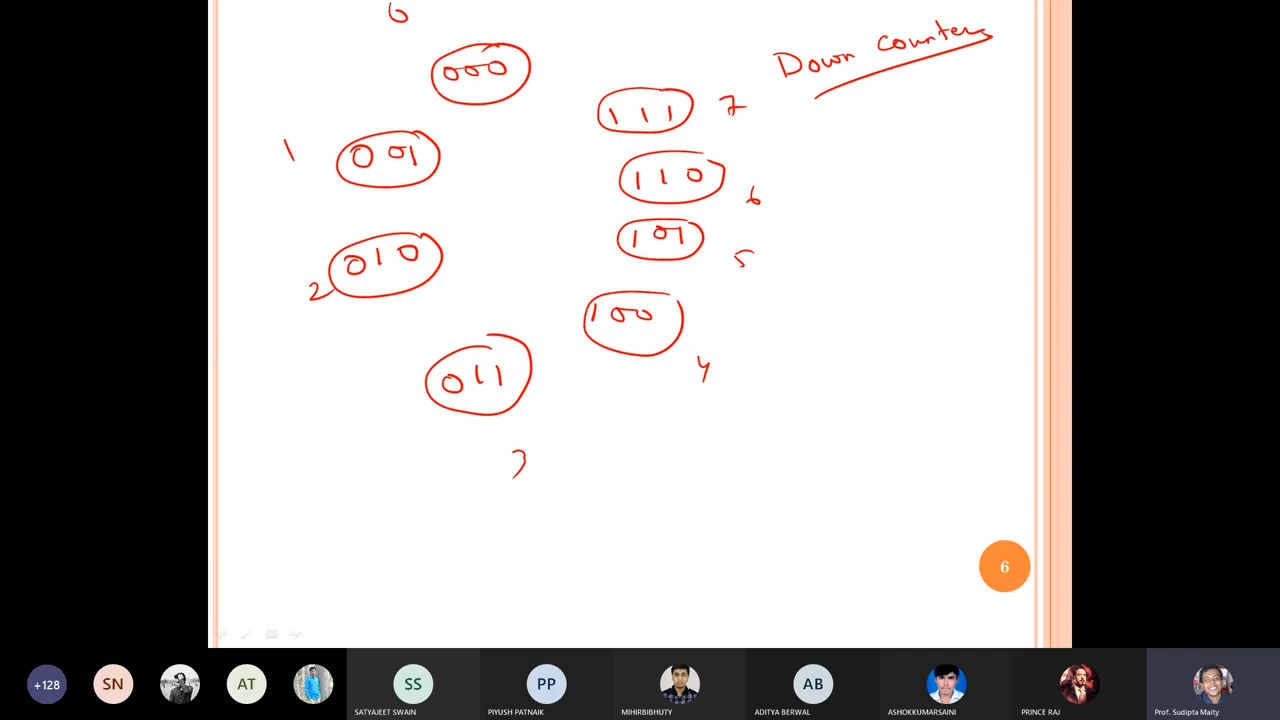 0
Down counters
000
111 7
1 001
110 6
101 5
010
2
100
4
011
3
6
+128
SN
AT
SS
PP
AB
SATYAJEET SWAIN
PIYUSH PATNAIK
MIHIRBIBHUTY
ADITYA BERWAL
ASHOKKUMARSAINI
PRINCE RAJ
Prof. Sudipta Maity